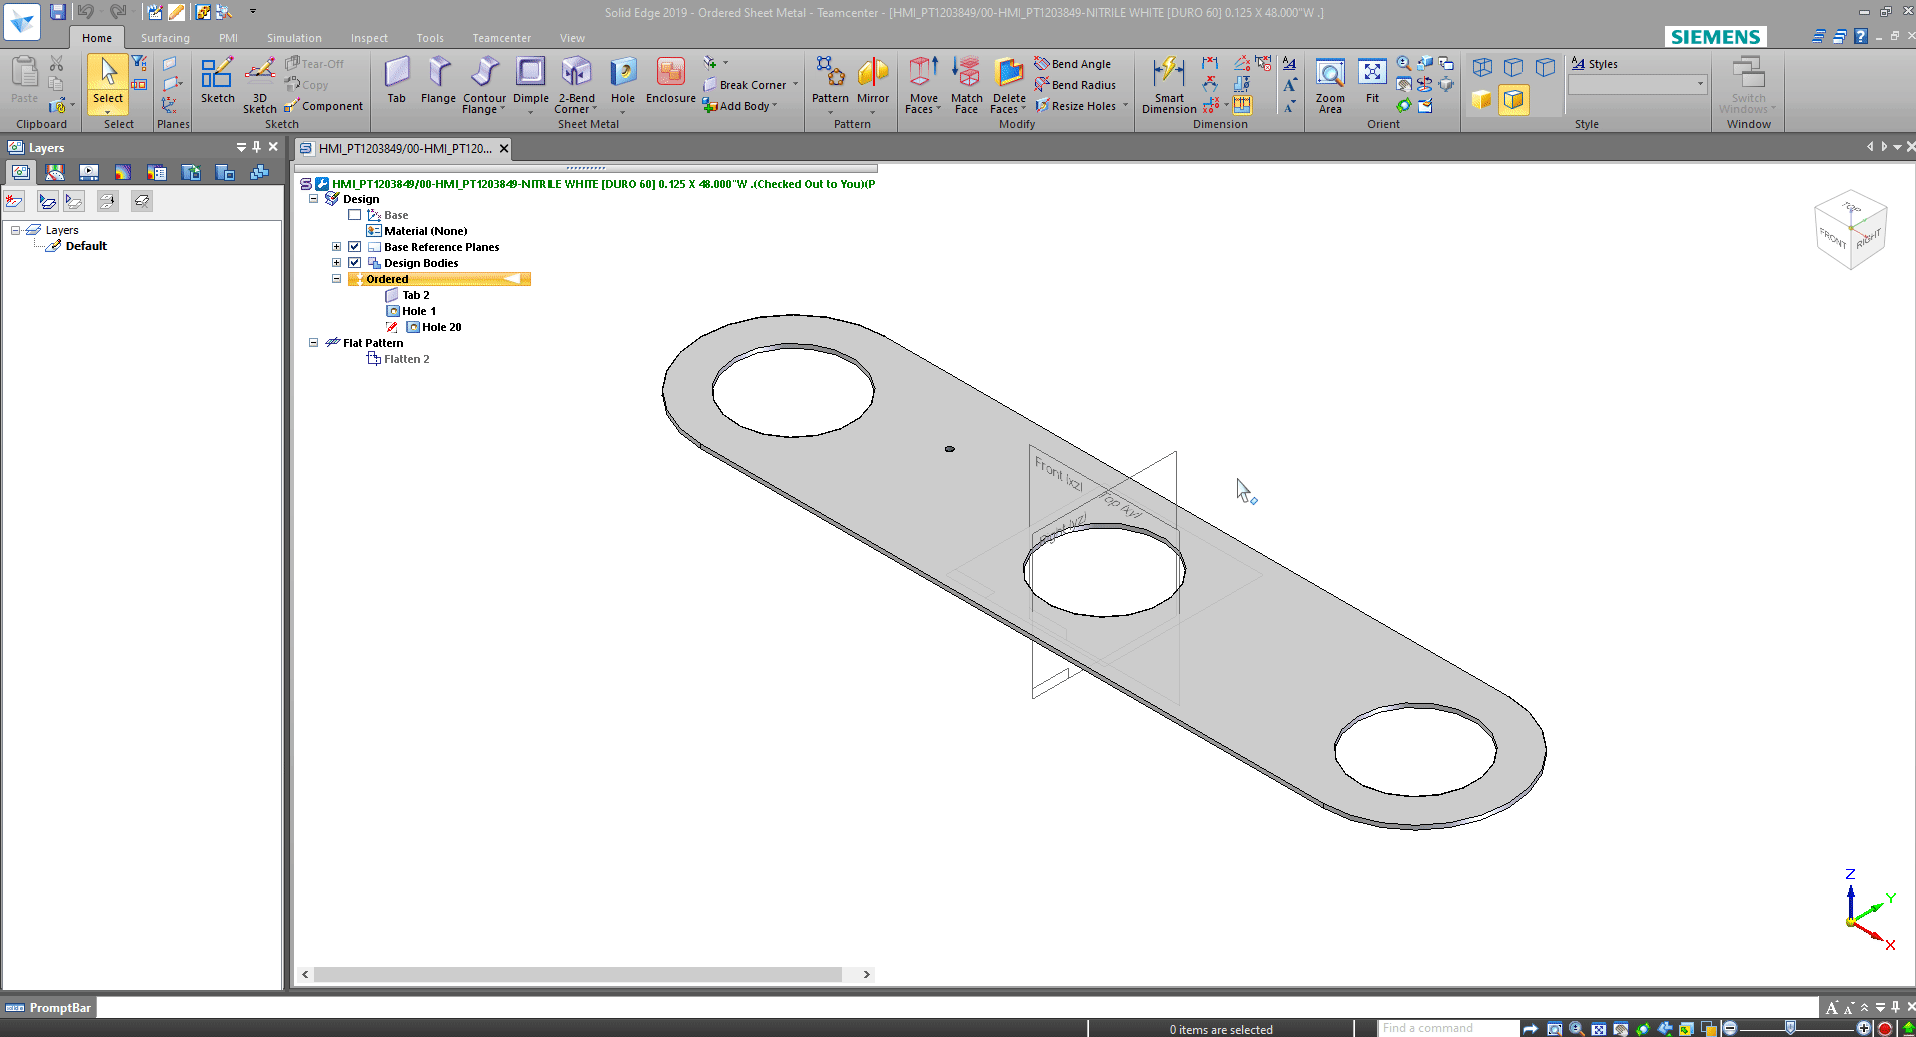 Solid Edge 2019 - Ordered Sheet Metal - Teamcenter - [HMI_PT1203849/00-HMI_PT1203849-NITRILE WHITE [DURO 60] 0.125 X 48.000"W .]
Home Surfacing PMI Simulation Inspect Tools Teamcenter View
SIEMENS
Paste
Clipboard
Select
Select
Planes
Sketch
3D Sketch
Tear-Off
Copy
Component
Sketch
Tab
Flange
Contour Flange
Dimple
2-Bend Corner
Hole
Enclosure
Break Corner
Add Body
Sheet Metal
Pattern
Mirror
Pattern
Move Faces
Match Face
Delete Faces
Bend Angle
Bend Radius
Resize Holes
Modify
Smart Dimension
Dimension
Zoom Area
Fit
Orient
Styles
Style
Switch Windows
Window
Layers
HMI_PT1203849/00-HMI_PT120...
Layers
Default
HMI_PT1203849/00-HMI_PT1203849-NITRILE WHITE [DURO 60] 0.125 X 48.000"W .(Checked Out to You)(P
Design
Base
Material (None)
Base Reference Planes
Design Bodies
Ordered
Tab 2
Hole 1
Hole 20
Flat Pattern
Flatten 2
TOP
FRONT
RIGHT
Front (xz)
Top (xy)
Right (yz)
Z
Y
X
PromptBar
0 items are selected
Find a command